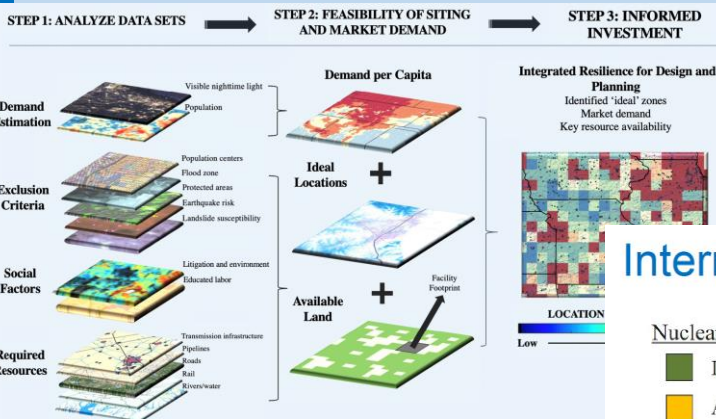 STEP 1: ANALYZE DATA SETS
STEP 2: FEASIBILITY OF SITING
AND MARKET DEMAND
STEP 3: INFORMED
INVESTMENT
Demand
Estimation
Visible nighttime light
Population
Exclusion
Criteria
Population centers
Flood zone
Protected areas
Earthquake risk
Landslide susceptibility
Social
Factors
Litigation and environment
Educated labor
Required
Resources
Transmission infrastructure
Pipelines
Roads
Rail
Rivers/water
Demand per Capita
Ideal
Locations
+
Available
Land
+
Facility
Footprint
Integrated Resilience for Design and
Planning
Identified ‘ideal’ zones
Market demand
Key resource availability
LOCATION
Low
Intern
Nuclear